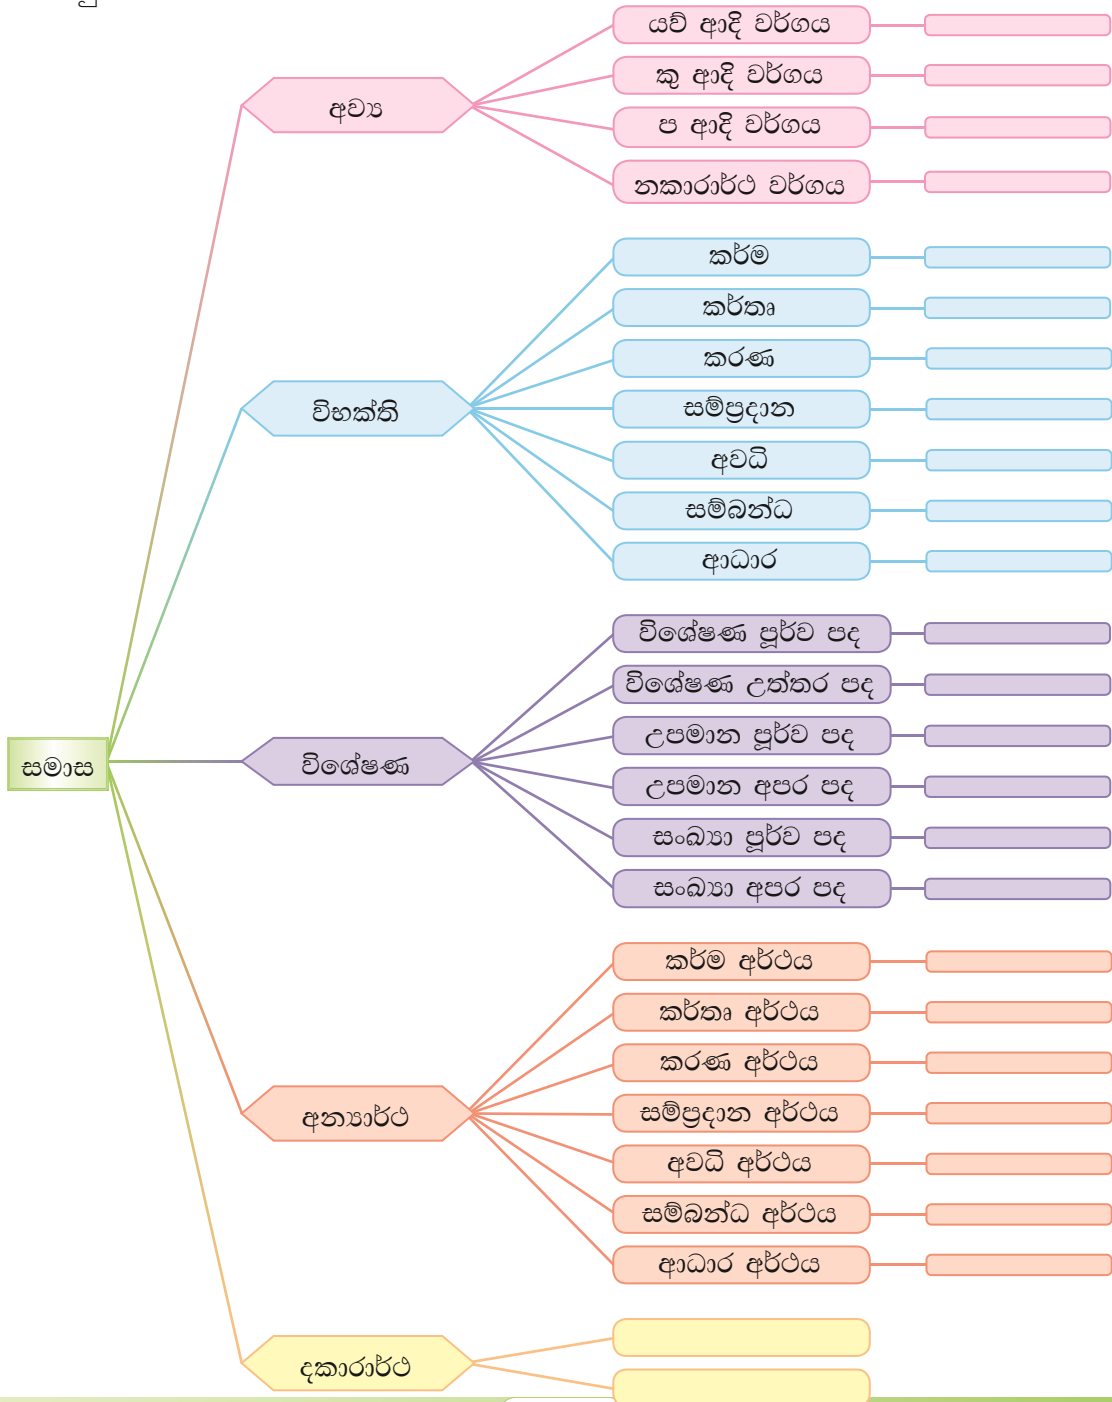 අව්‍ය
යව් ආදි වර්ගය
කු ආදි වර්ගය
ප ආදි වර්ගය
නකාරාර්ථ වර්ගය
විභක්ති
කර්ම
කර්තෘ
කරණ
සම්ප්‍රදාන
අවධි
සම්බන්ධ
ආධාර
සමාස
විශේෂණ
විශේෂණ පූර්ව පද
විශේෂණ උත්තර පද
උපමාන පූර්ව පද
උපමාන අපර පද
සංඛ්‍යා පූර්ව පද
සංඛ්‍යා අපර පද
අන්‍යාර්ථ
කර්ම අර්ථය
කර්තෘ අර්ථය
කරණ අර්ථය
සම්ප්‍රදාන අර්ථය
අවධි අර්ථය
සම්බන්ධ අර්ථය
ආධාර අර්ථය
දකාරාර්ථ